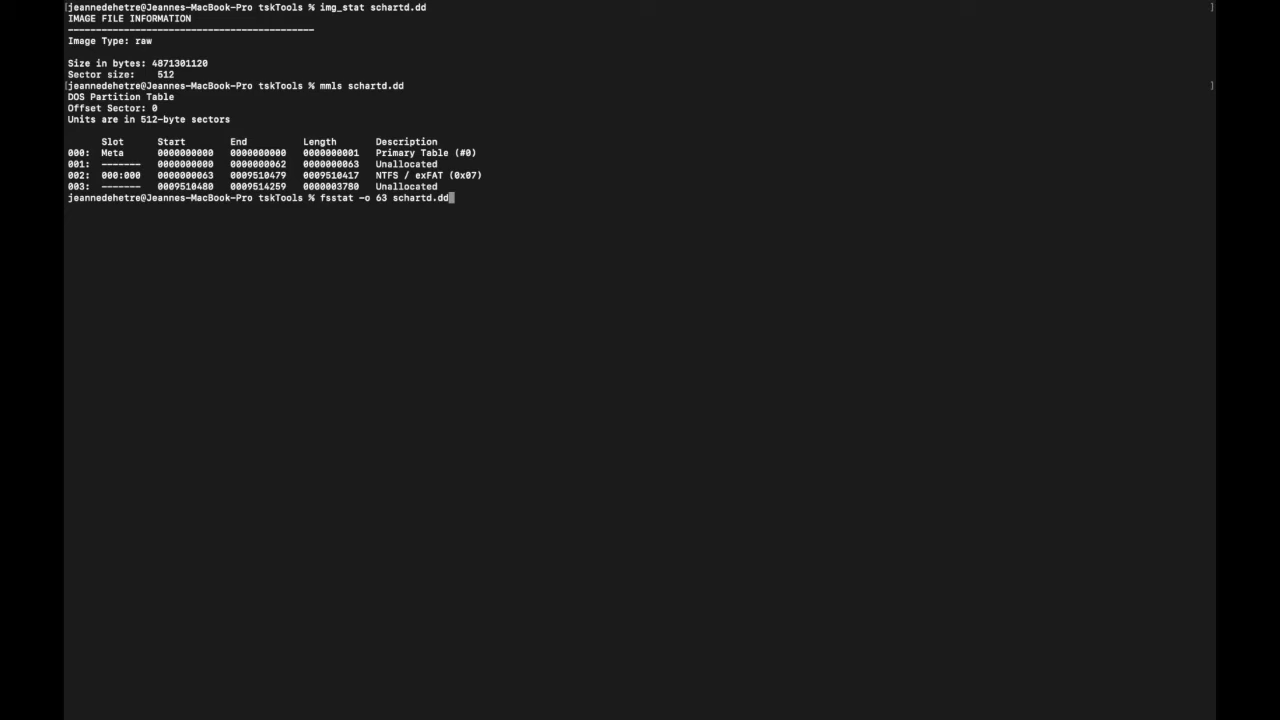 [jeannedehetre@Jeannes-MacBook-Pro tskTools % img_stat schartd.dd ]
IMAGE FILE INFORMATION
--------------------------------------------
Image Type: raw
Size in bytes: 4871301120
Sector size:    512
[jeannedehetre@Jeannes-MacBook-Pro tskTools % mmls schartd.dd ]
DOS Partition Table
Offset Sector: 0
Units are in 512-byte sectors
      Slot      Start        End          Length       Description
000:  Meta      0000000000   0000000000   0000000001   Primary Table (#0)
001:  -------   0000000000   0000000062   0000000063   Unallocated
002:  000:000   0000000063   0009510479   0009510417   NTFS / exFAT (0x07)
003:  -------   0009510480   0009514259   0000003780   Unallocated
jeannedehetre@Jeannes-MacBook-Pro tskTools % fsstat -o 63 schartd.dd